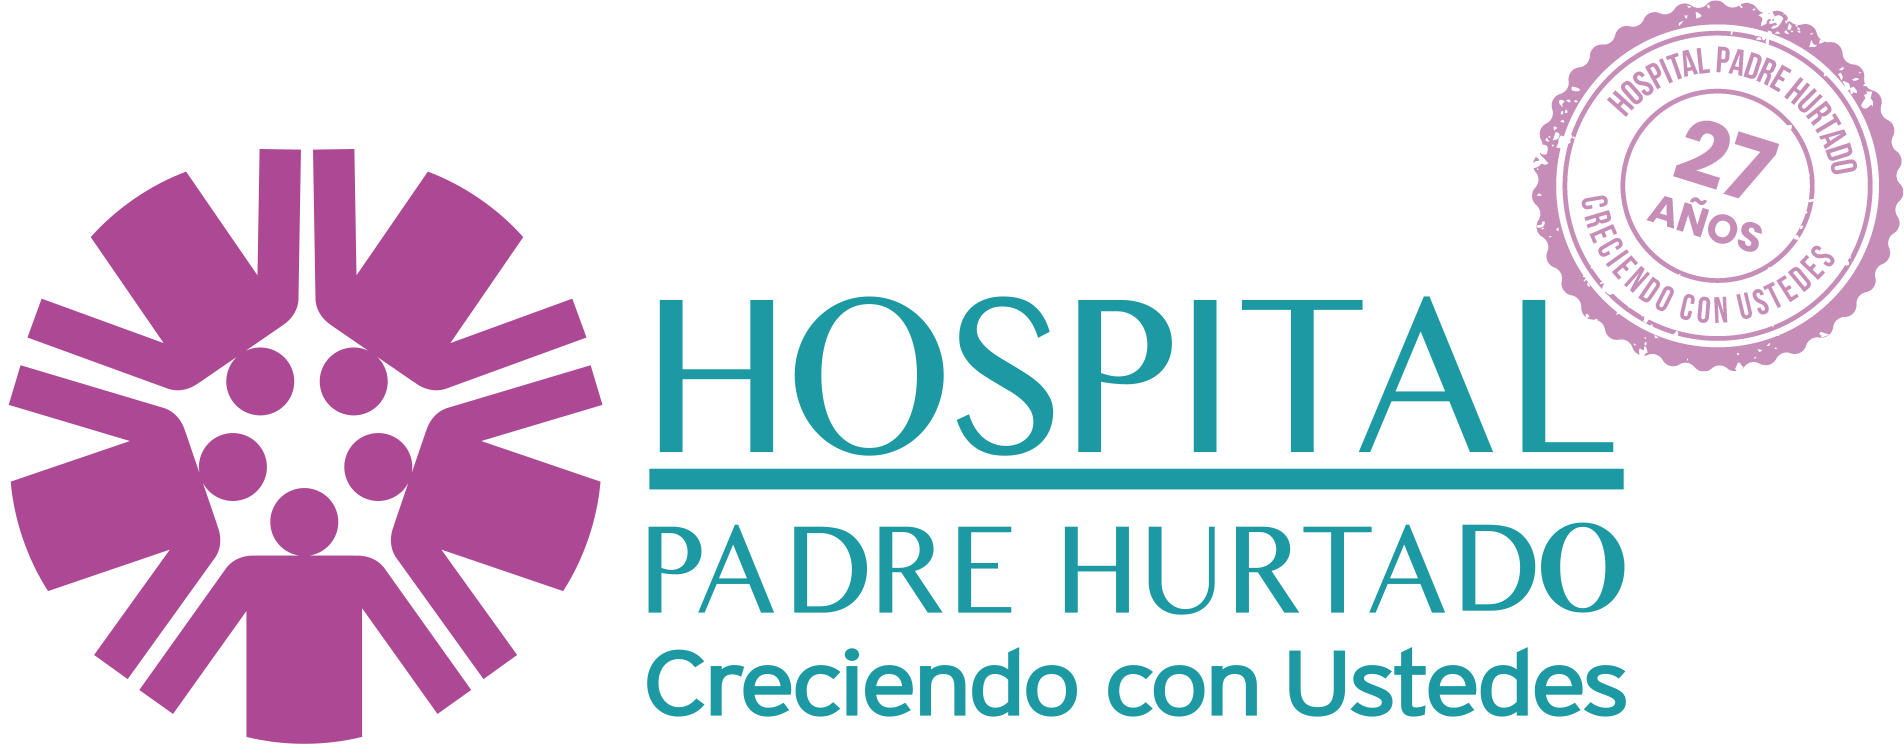 HOSPITAL
PADRE HURTADO
Creciendo con Ustedes
HOSPITAL PADRE HURTADO
27
AÑOS
CRECIENDO CON USTEDES